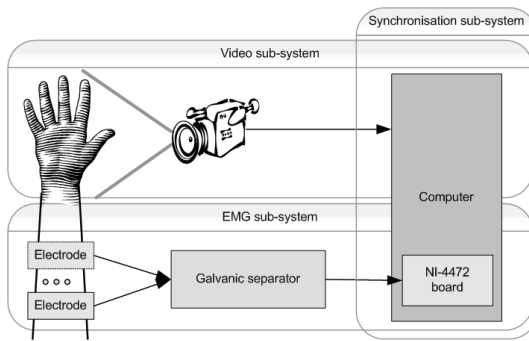 Synchronisation sub-system
Video sub-system
Computer
EMG sub-system
Electrode
Galvanic separator
NI-4472
board
Electrode